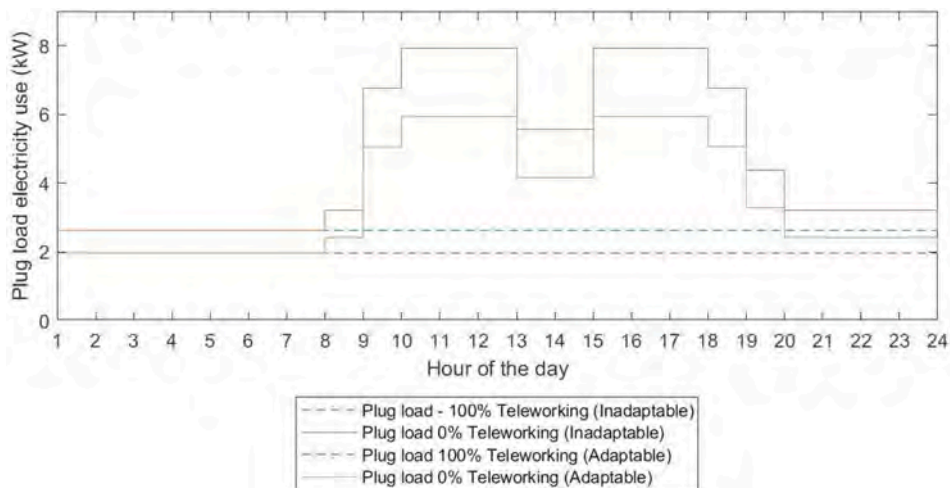 Plug load electricity use (kW)
8
6
4
2
0
1 2 3 4 5 6 7 8 9 10 11 12 13 14 15 16 17 18 19 20 21 22 23 24
Hour of the day
Plug load - 100% Teleworking (Inadaptable)
Plug load 0% Teleworking (Inadaptable)
Plug load 100% Teleworking (Adaptable)
Plug load 0% Teleworking (Adaptable)